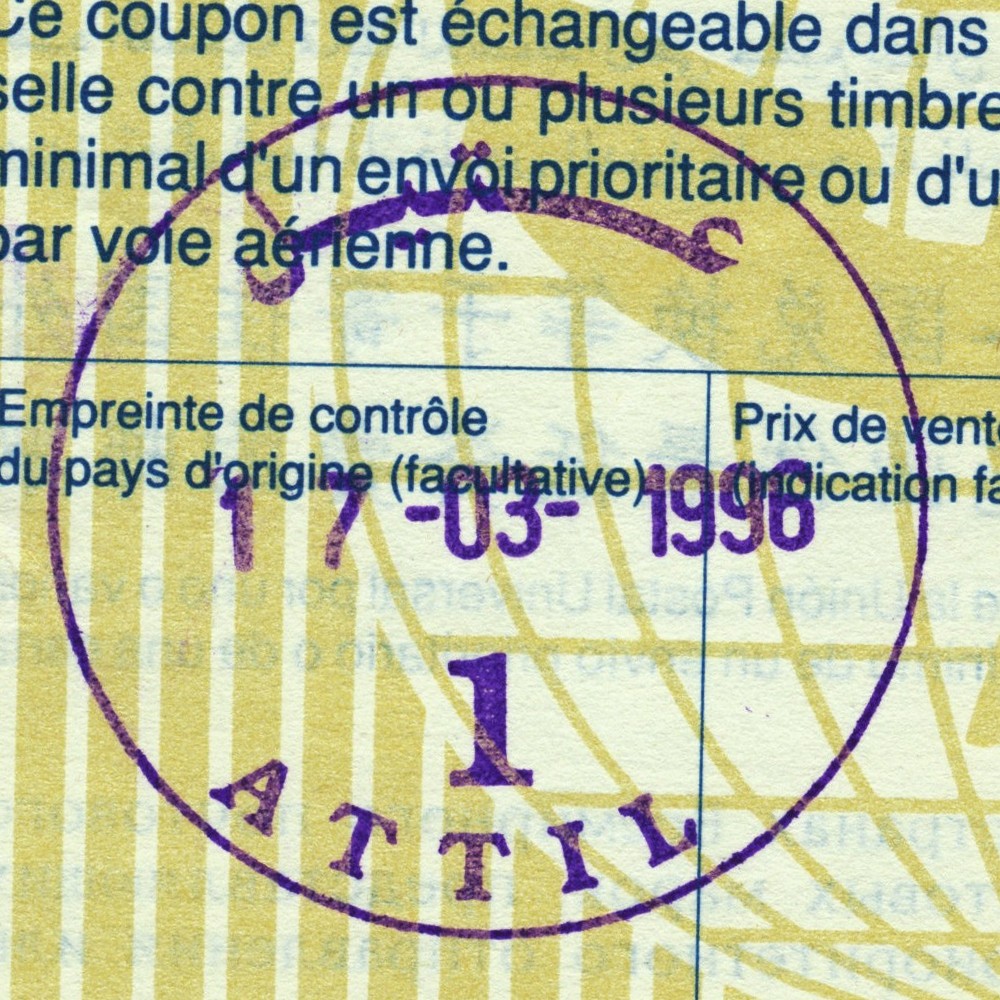 Ce coupon est échangeable dans
selle contre un ou plusieurs timbre
minimal d'un envoi prioritaire ou d'u
par voie aérienne.
عتيل
Empreinte de contrôle
du pays d'origine (facultative)
Prix de vente
(indication fa
17-03-1996
1
ATTIL